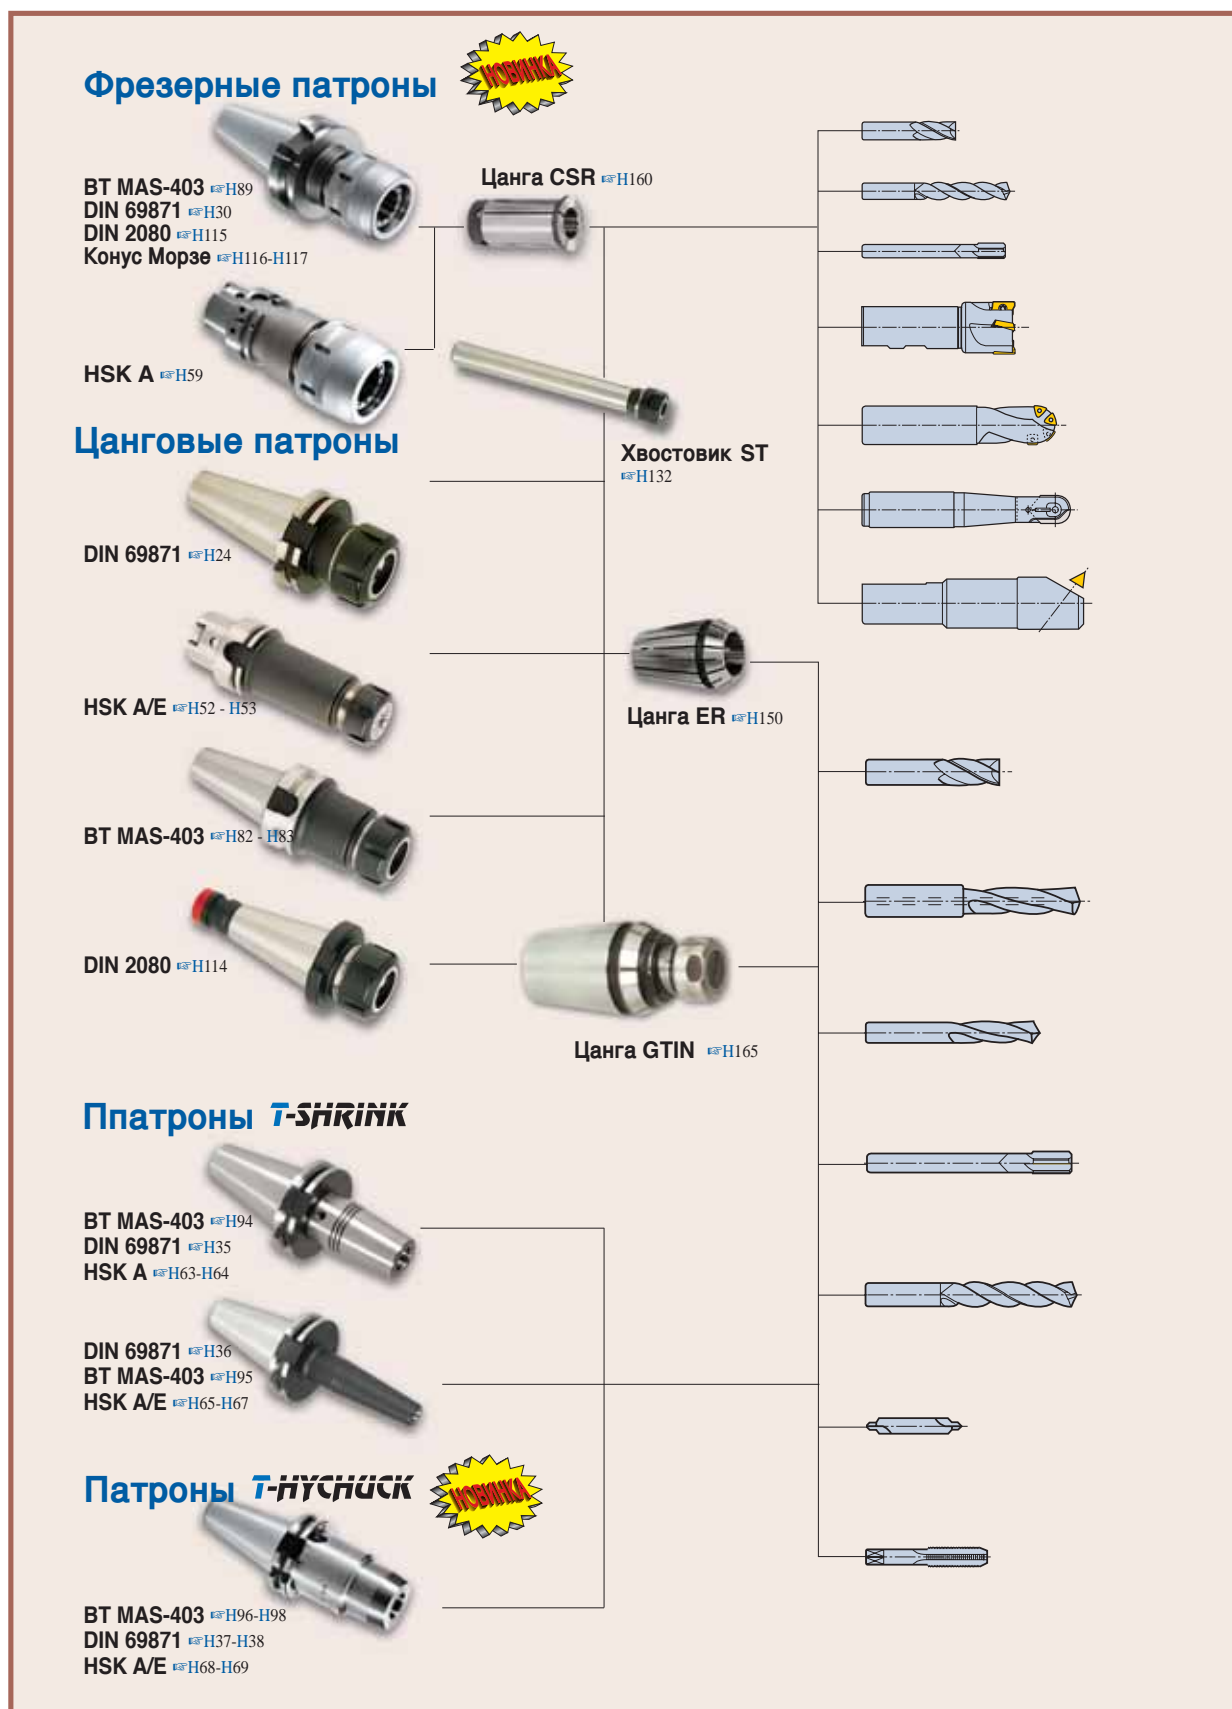 Фрезерные патроны
НОВИНКА
BT MAS-403 ☞H89
DIN 69871 ☞H30
DIN 2080 ☞H115
Конус Морзе ☞H116-H117
Цанга CSR ☞H160
HSK A ☞H59
Хвостовик ST
☞H132
Цанговые патроны
DIN 69871 ☞H24
HSK A/E ☞H52 - H53
Цанга ER ☞H150
BT MAS-403 ☞H82 - H83
DIN 2080 ☞H114
Цанга GTIN ☞H165
Ппатроны T-SHRINK
BT MAS-403 ☞H94
DIN 69871 ☞H35
HSK A ☞H63-H64
DIN 69871 ☞H36
BT MAS-403 ☞H95
HSK A/E ☞H65-H67
Патроны T-HYCHUCK
НОВИНКА
BT MAS-403 ☞H96-H98
DIN 69871 ☞H37-H38
HSK A/E ☞H68-H69